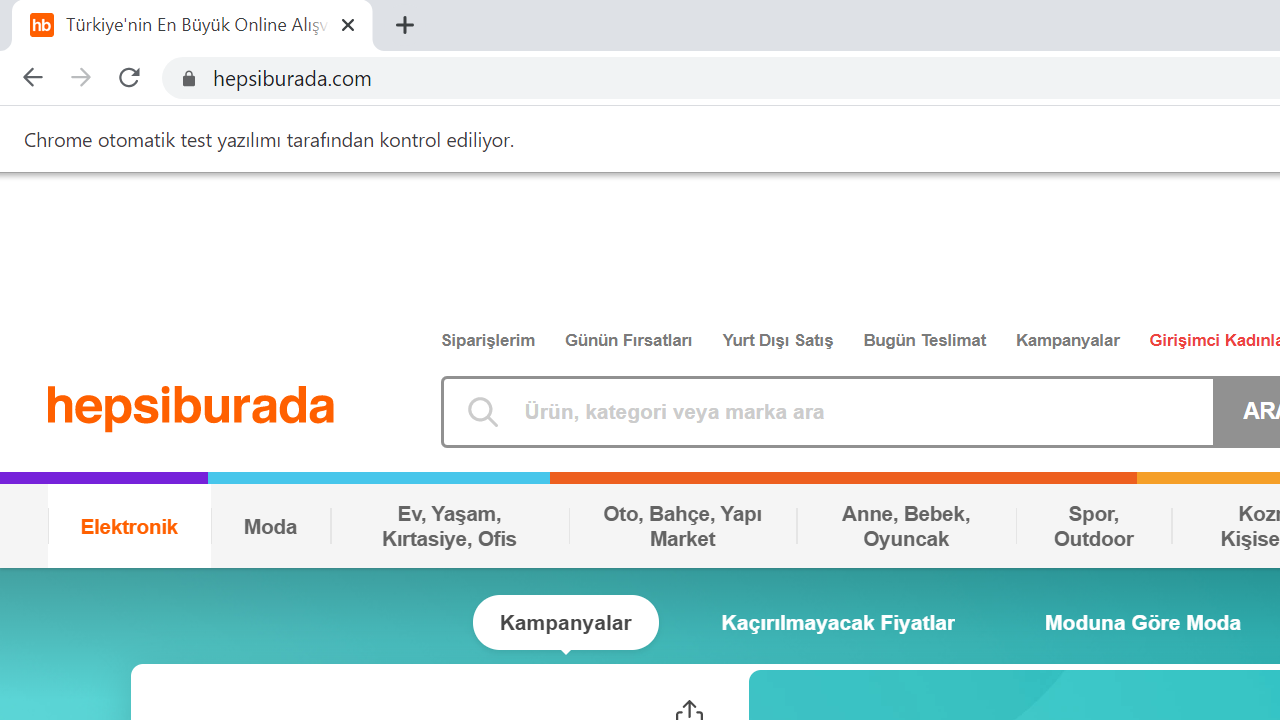 hb Türkiye'nin En Büyük Online Alışv
hepsiburada.com
Chrome otomatik test yazılımı tarafından kontrol ediliyor.
Siparişlerim Günün Fırsatları Yurt Dışı Satış Bugün Teslimat Kampanyalar Girişimci Kadınla
hepsiburada
Ürün, kategori veya marka ara
ARA
Elektronik
Moda
Ev, Yaşam,
Kırtasiye, Ofis
Oto, Bahçe, Yapı
Market
Anne, Bebek,
Oyuncak
Spor,
Outdoor
Kozm
Kişise
Kampanyalar Kaçırılmayacak Fiyatlar Moduna Göre Moda